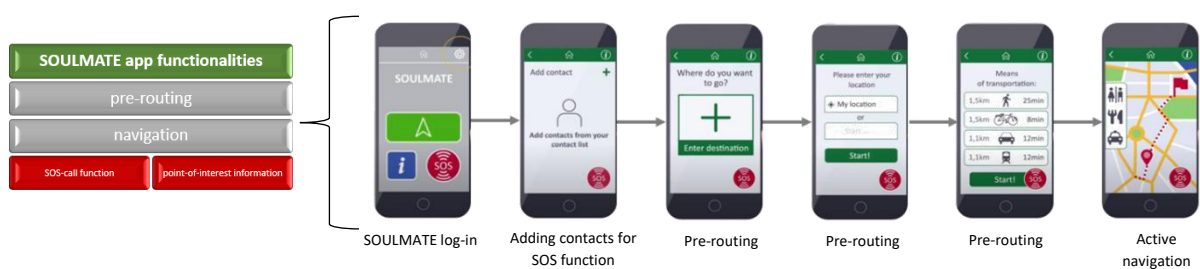 SOULMATE app functionalities
pre-routing
navigation
SOS-call function
point-of-interest information
SOULMATE
i
SOS
SOULMATE log-in
i
Add contact +
Add contacts from your
contact list
SOS
Adding contacts for
SOS function
i
Where do you want
to go?
Enter destination
SOS
Pre-routing
i
Please enter your
location
My location
or
Start ...
Start!
SOS
Pre-routing
i
Means
of transportation:
1,5km 25min
1,5km 8min
1,1km 12min
1,1km 12min
Start!
SOS
Pre-routing
i
SOS
Active
navigation